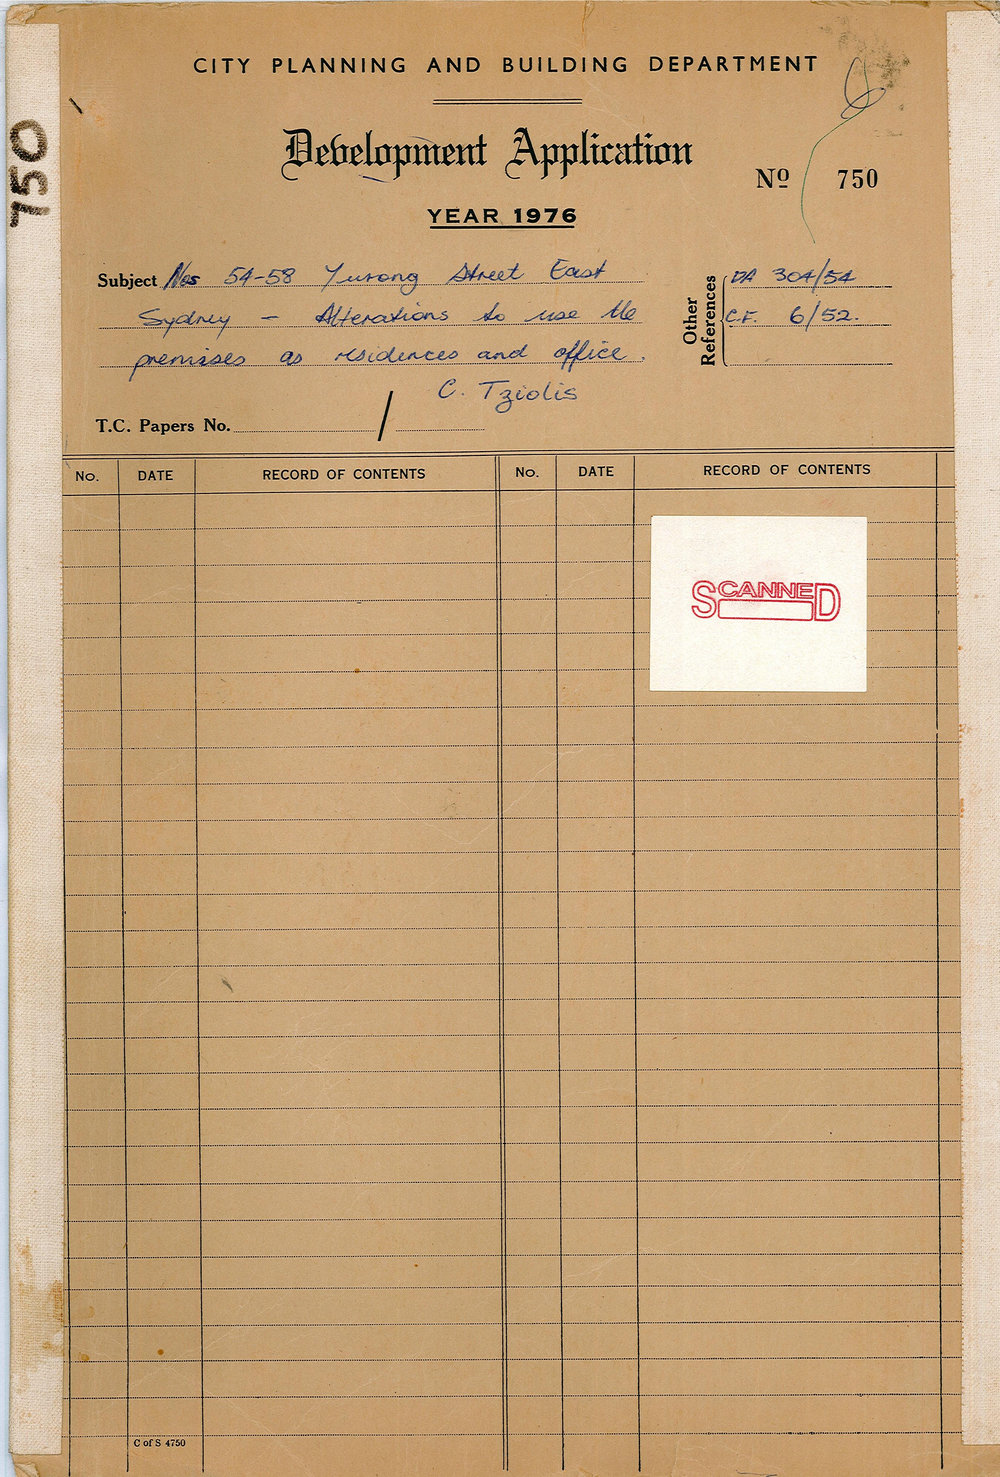 CITY PLANNING AND BUILDING DEPARTMENT
Development Application
Nº 750
YEAR 1976
750
Subject Nos 54-58 Yurong Street East
Sydney - Alterations to use the
premises as residences and office.
C. Tziolis
Other References
DA 304/54
C.F. 6/52.
T.C. Papers No. /
No. DATE RECORD OF CONTENTS No. DATE RECORD OF CONTENTS
SCANNED
C of S 4750